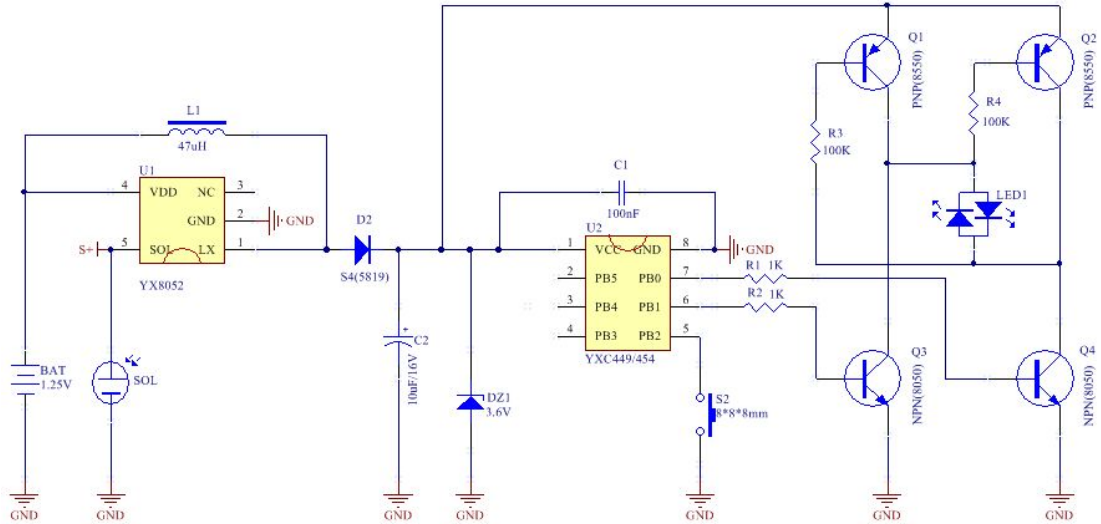 Q1
Q2
PNP(8550)
PNP(8550)
R4
100K
R3
100K
L1
47uH
C1
100nF
U1
LED1
4 VDD NC 3
GND 2 GND
S+ 5 SOL LX 1
YX8052
D2
S4(5819)
U2
1 VCC GND 8 GND
2 PB5 PB0 7 R1 1K
3 PB4 PB1 6 R2 1K
4 PB3 PB2 5
YXC449/454
C2
+
10uF/16V
BAT
1.25V
SOL
DZ1
3.6V
S2
8*8*8mm
Q3
Q4
NPN(8050)
NPN(8050)
GND GND GND GND GND GND GND